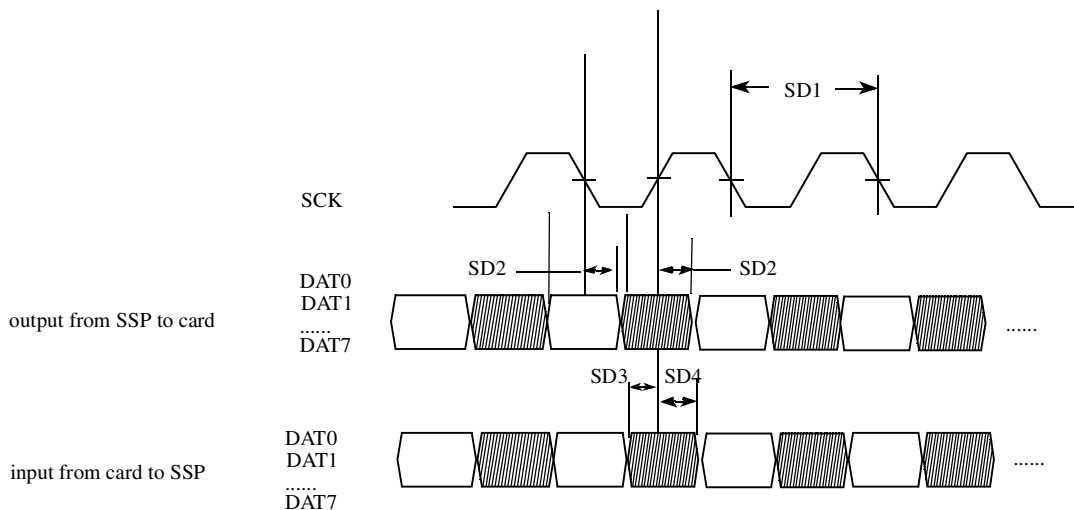 SD1
SCK
SD2
SD2
DAT0
DAT1
output from SSP to card
......
DAT7
......
SD3
SD4
DAT0
DAT1
input from card to SSP
......
DAT7
......